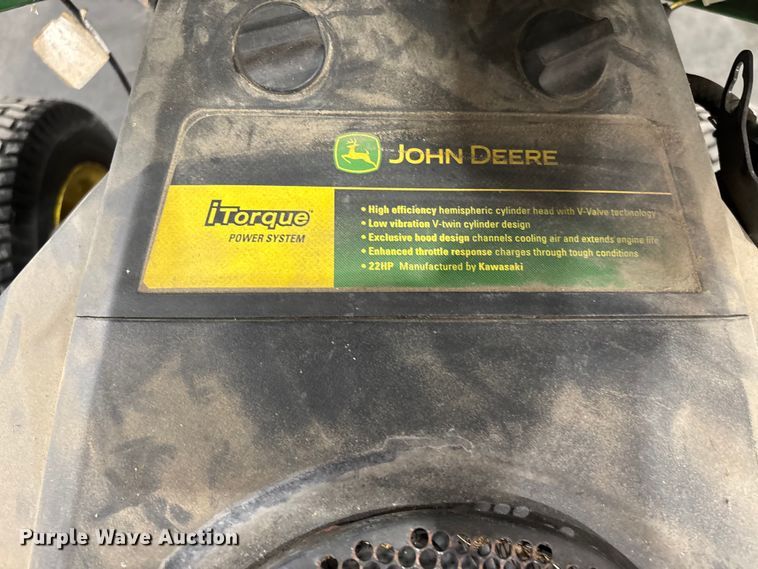 JOHN DEERE
iTorque™
POWER SYSTEM
• High efficiency hemispheric cylinder head with V-Valve technology
• Low vibration V-twin cylinder design
• Exclusive hood design channels cooling air and extends engine life
• Enhanced throttle response charges through tough conditions
• 22HP Manufactured by Kawasaki
Purple Wave Auction